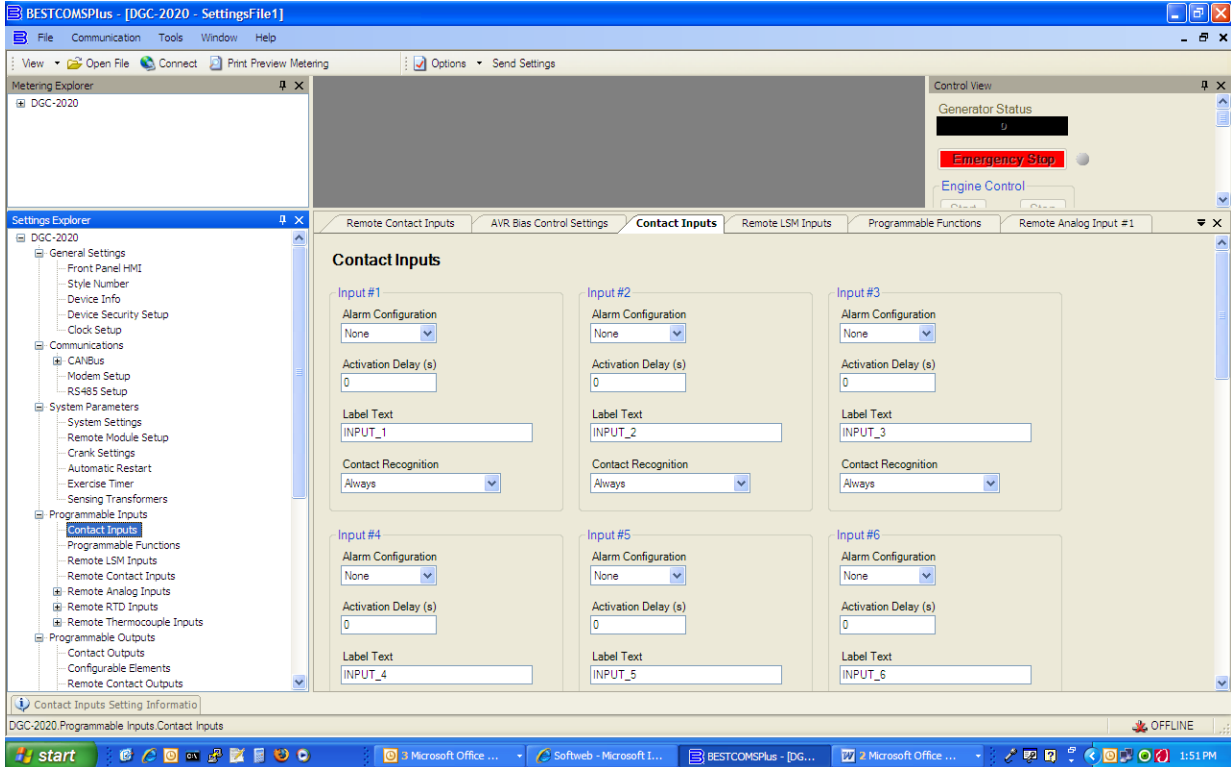 BESTCOMSPlus - [DGC-2020 - SettingsFile1]
File Communication Tools Window Help
View Open File Connect Print Preview Metering Options Send Settings
Metering Explorer
DGC-2020
Control View
Generator Status
Emergency Stop
Engine Control
Start Stop
Settings Explorer
DGC-2020
General Settings
Front Panel HMI
Style Number
Device Info
Device Security Setup
Clock Setup
Communications
CANBus
Modem Setup
RS485 Setup
System Parameters
System Settings
Remote Module Setup
Crank Settings
Automatic Restart
Exercise Timer
Sensing Transformers
Programmable Inputs
Contact Inputs
Programmable Functions
Remote LSM Inputs
Remote Contact Inputs
Remote Analog Inputs
Remote RTD Inputs
Remote Thermocouple Inputs
Programmable Outputs
Contact Outputs
Configurable Elements
Remote Contact Outputs
Remote Contact Inputs AVR Bias Control Settings Contact Inputs Remote LSM Inputs Programmable Functions Remote Analog Input #1
Contact Inputs
Input #1
Alarm Configuration
None
Activation Delay (s)
0
Label Text
INPUT_1
Contact Recognition
Always
Input #2
Alarm Configuration
None
Activation Delay (s)
0
Label Text
INPUT_2
Contact Recognition
Always
Input #3
Alarm Configuration
None
Activation Delay (s)
0
Label Text
INPUT_3
Contact Recognition
Always
Input #4
Alarm Configuration
None
Activation Delay (s)
0
Label Text
INPUT_4
Input #5
Alarm Configuration
None
Activation Delay (s)
0
Label Text
INPUT_5
Input #6
Alarm Configuration
None
Activation Delay (s)
0
Label Text
INPUT_6
Contact Inputs Setting Informatio
DGC-2020.Programmable Inputs.Contact Inputs
OFFLINE
start
3 Microsoft Office ...
Softweb - Microsoft I...
BESTCOMSPlus - [DG...
2 Microsoft Office ...
1:51 PM